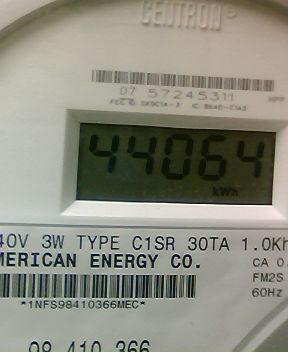 CENTRON®
07 57245311
44064
kWh
40V 3W TYPE C1SR 30TA 1.0Kh
MERICAN ENERGY CO.
CA 0.
FM2S
60Hz
*1NFS98410366MEC*
98 410 366